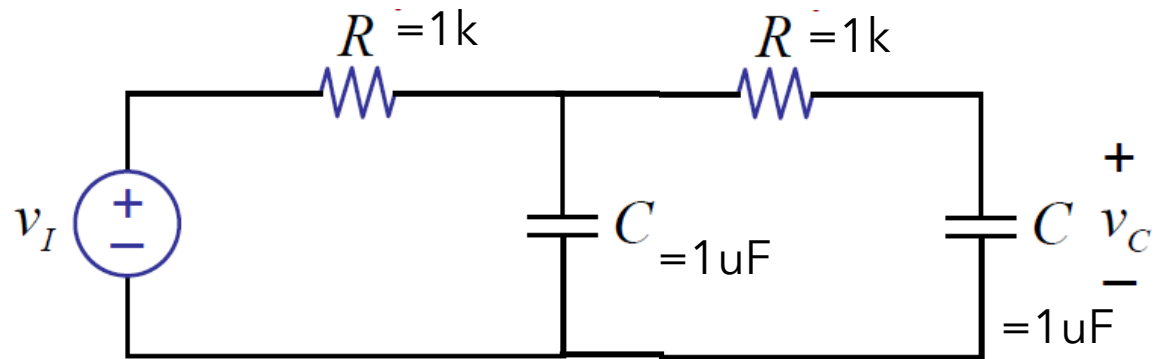 R =1k
R =1k
+
−
v_I
C
=1uF
C
+
v_C
−
=1uF